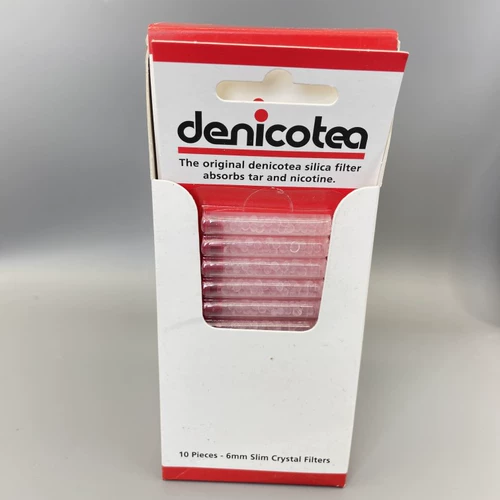 denicotea
The original denicotea silica filter
absorbs tar and nicotine.
10 Pieces - 6mm Slim Crystal Filters